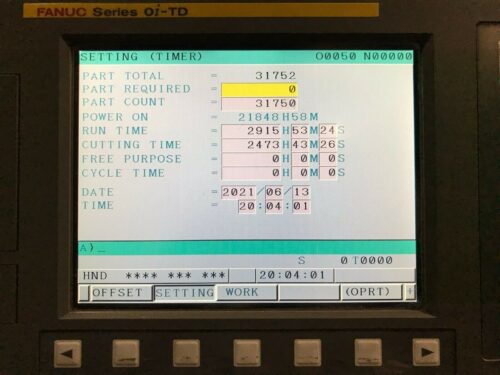 FANUC Series 0i-TD
SETTING (TIMER) O0050 N00000
PART TOTAL = 31752
PART REQUIRED = 0
PART COUNT = 31750
POWER ON = 21848H58M
RUN TIME = 2915H53M24S
CUTTING TIME = 2473H43M26S
FREE PURPOSE = 0H 0M 0S
CYCLE TIME = 0H 0M 0S
DATE = 2021/06/13
TIME = 20:04:01
A)_
S 0 T0000
HND **** *** *** 20:04:01
OFFSET SETTING WORK (OPRT) +